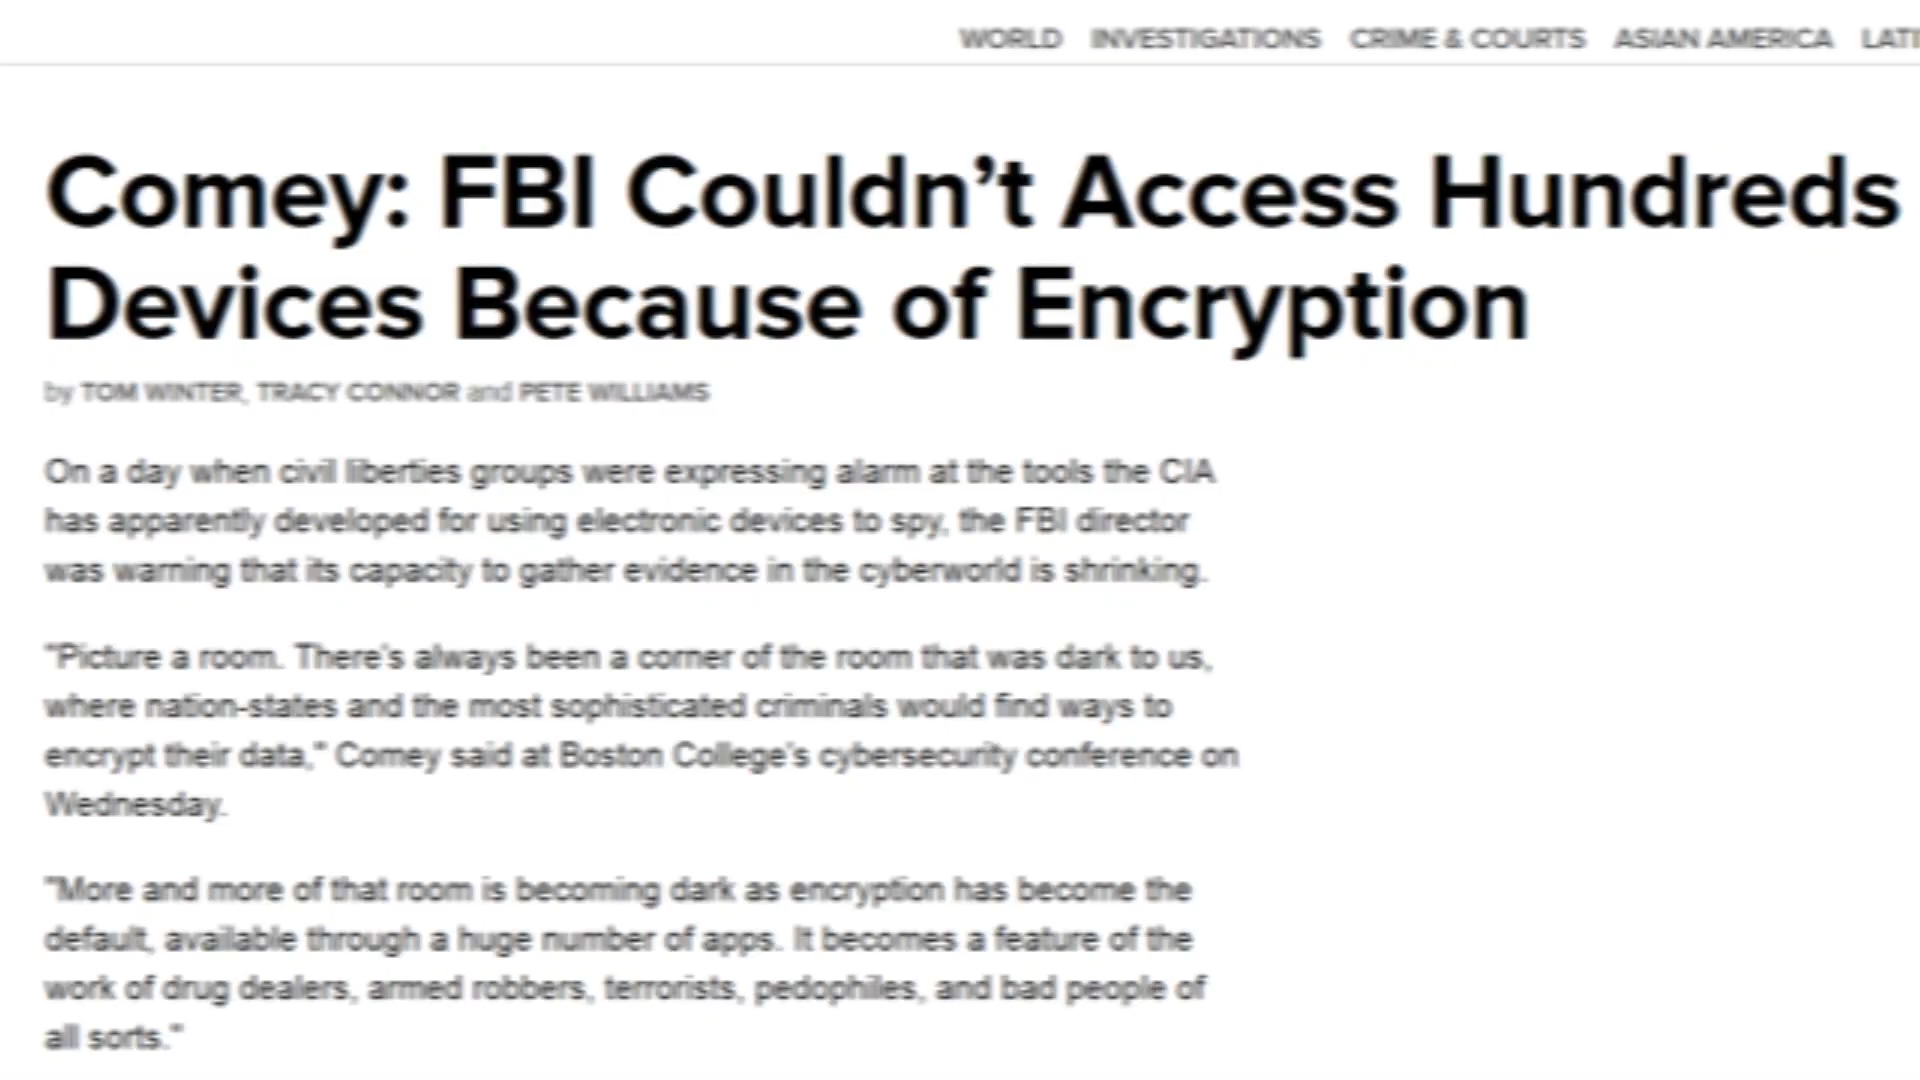 WORLD INVESTIGATIONS CRIME & COURTS ASIAN AMERICA LATI
Comey: FBI Couldn’t Access Hundreds
Devices Because of Encryption
by TOM WINTER, TRACY CONNOR and PETE WILLIAMS
On a day when civil liberties groups were expressing alarm at the tools the CIA
has apparently developed for using electronic devices to spy, the FBI director
was warning that its capacity to gather evidence in the cyberworld is shrinking.
"Picture a room. There's always been a corner of the room that was dark to us,
where nation-states and the most sophisticated criminals would find ways to
encrypt their data," Comey said at Boston College's cybersecurity conference on
Wednesday.
"More and more of that room is becoming dark as encryption has become the
default, available through a huge number of apps. It becomes a feature of the
work of drug dealers, armed robbers, terrorists, pedophiles, and bad people of
all sorts."